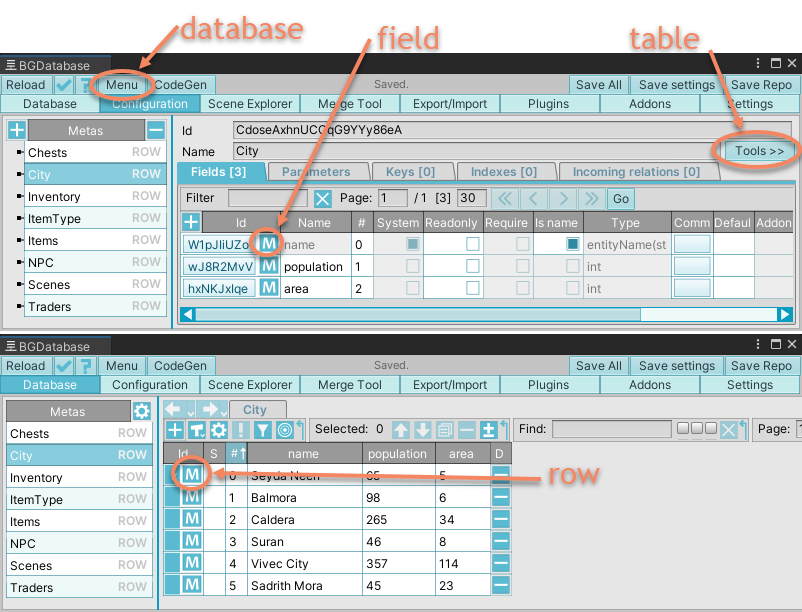 database
field
table
BGDatabase
Reload ? Menu CodeGen Saved. Save All Save settings Save Repo
Database Configuration Scene Explorer Merge Tool Export/Import Plugins Addons Settings
Metas
Chests ROW
City ROW
Inventory ROW
ItemType ROW
Items ROW
NPC ROW
Scenes ROW
Traders ROW
Id
Name City Tools >>
Fields [3] Parameters Keys [0] Indexes [0] Incoming relations [0]
Filter Page: 1 / 1 [3] 30 Go
Id Name # System Readonly Require Is name Type Comm Defaul Addon
W1pJIiUZo M name 0 entityName(st
wJ8R2MvV M population 1 int
hxNKJxlqe M area 2 int
BGDatabase
Reload ? Menu CodeGen Saved. Save All Save settings Save Repo
Database Configuration Scene Explorer Merge Tool Export/Import Plugins Addons Settings
Metas
Chests ROW
City ROW
Inventory ROW
ItemType ROW
Items ROW
NPC ROW
Scenes ROW
Traders ROW
City
Selected: 0 Find: Page: 1
Id S # name population area D
M 0 Seyda Neen 65 5
M 1 Balmora 98 6
M 2 Caldera 265 34
M 3 Suran 46 8
M 4 Vivec City 357 114
M 5 Sadrith Mora 45 23
row